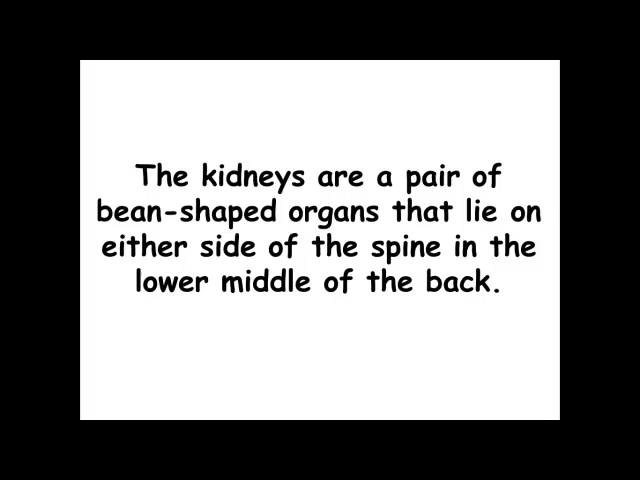 The kidneys are a pair of
bean-shaped organs that lie on
either side of the spine in the
lower middle of the back.